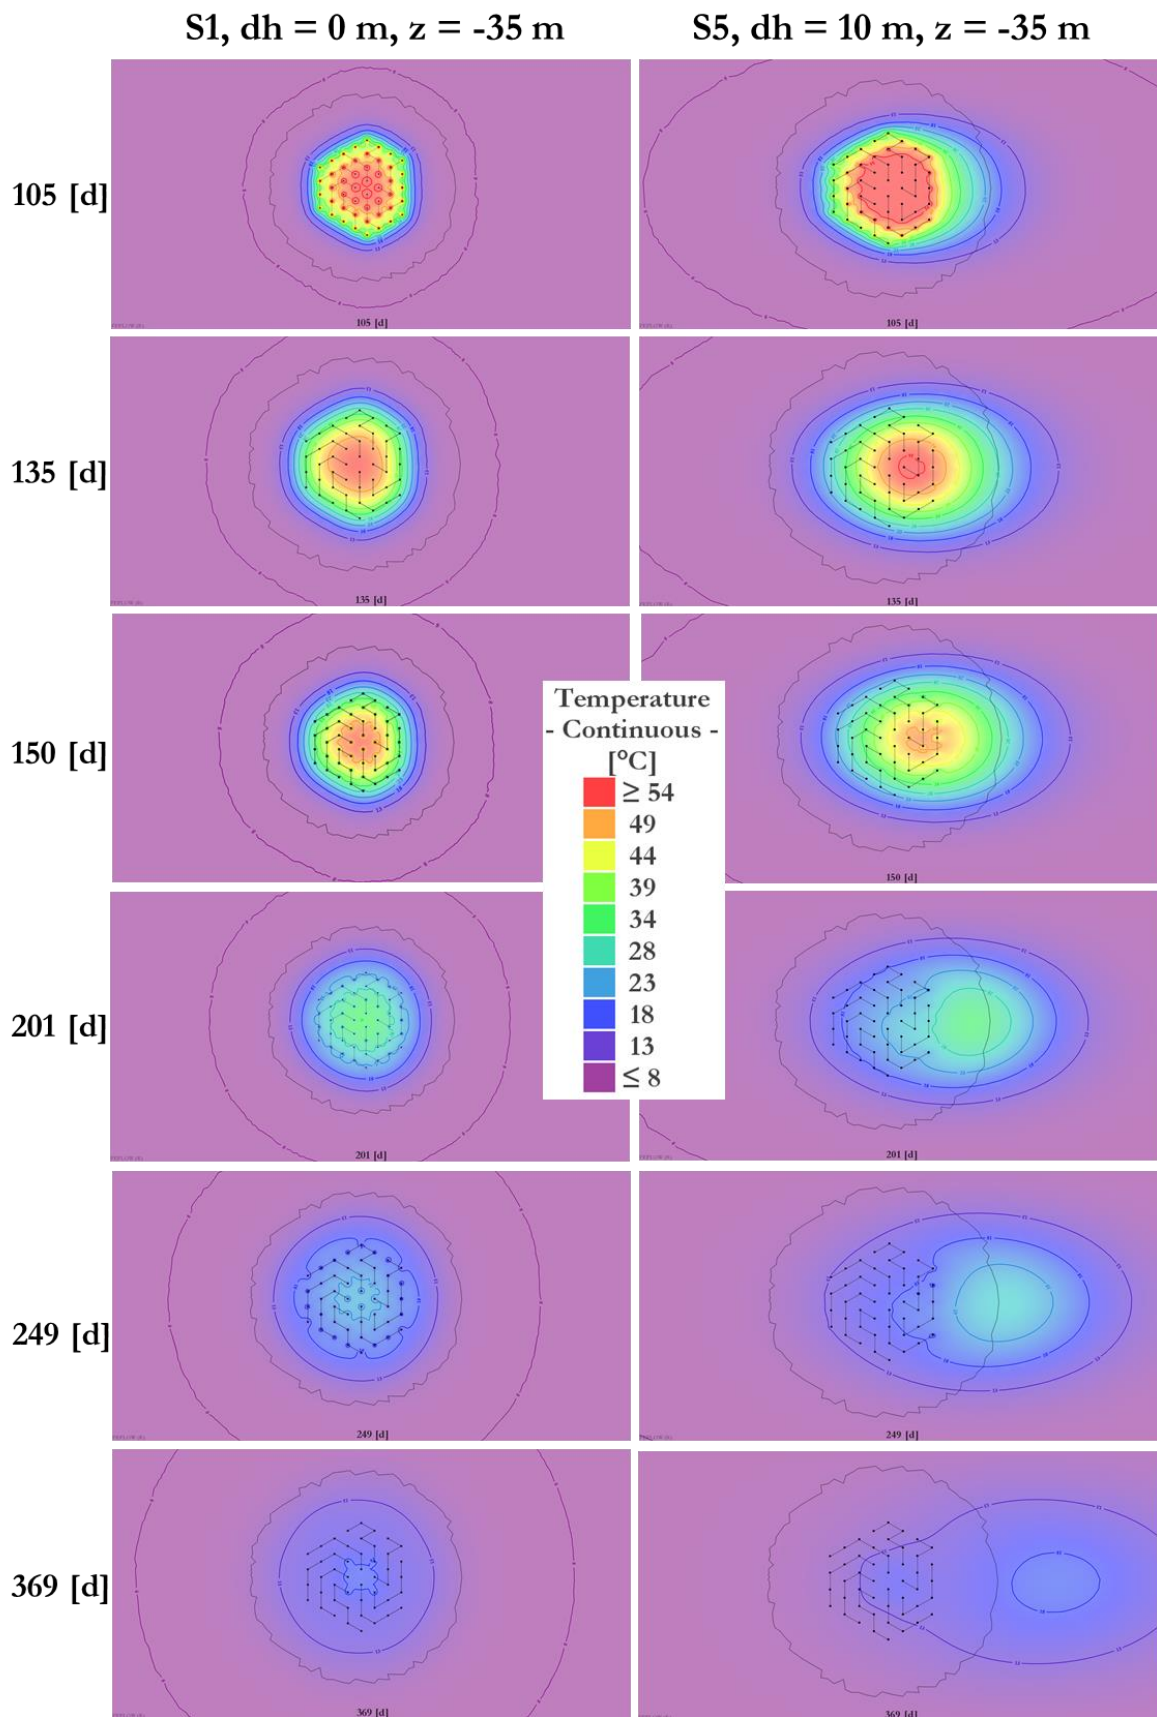 S1, dh = 0 m, z = -35 m
S5, dh = 10 m, z = -35 m
105 [d]
105 [d]
105 [d]
135 [d]
135 [d]
135 [d]
150 [d]
150 [d]
Temperature
- Continuous -
[°C]
≥ 54
49
44
39
34
28
23
18
13
≤ 8
201 [d]
201 [d]
249 [d]
249 [d]
249 [d]
369 [d]
369 [d]
369 [d]